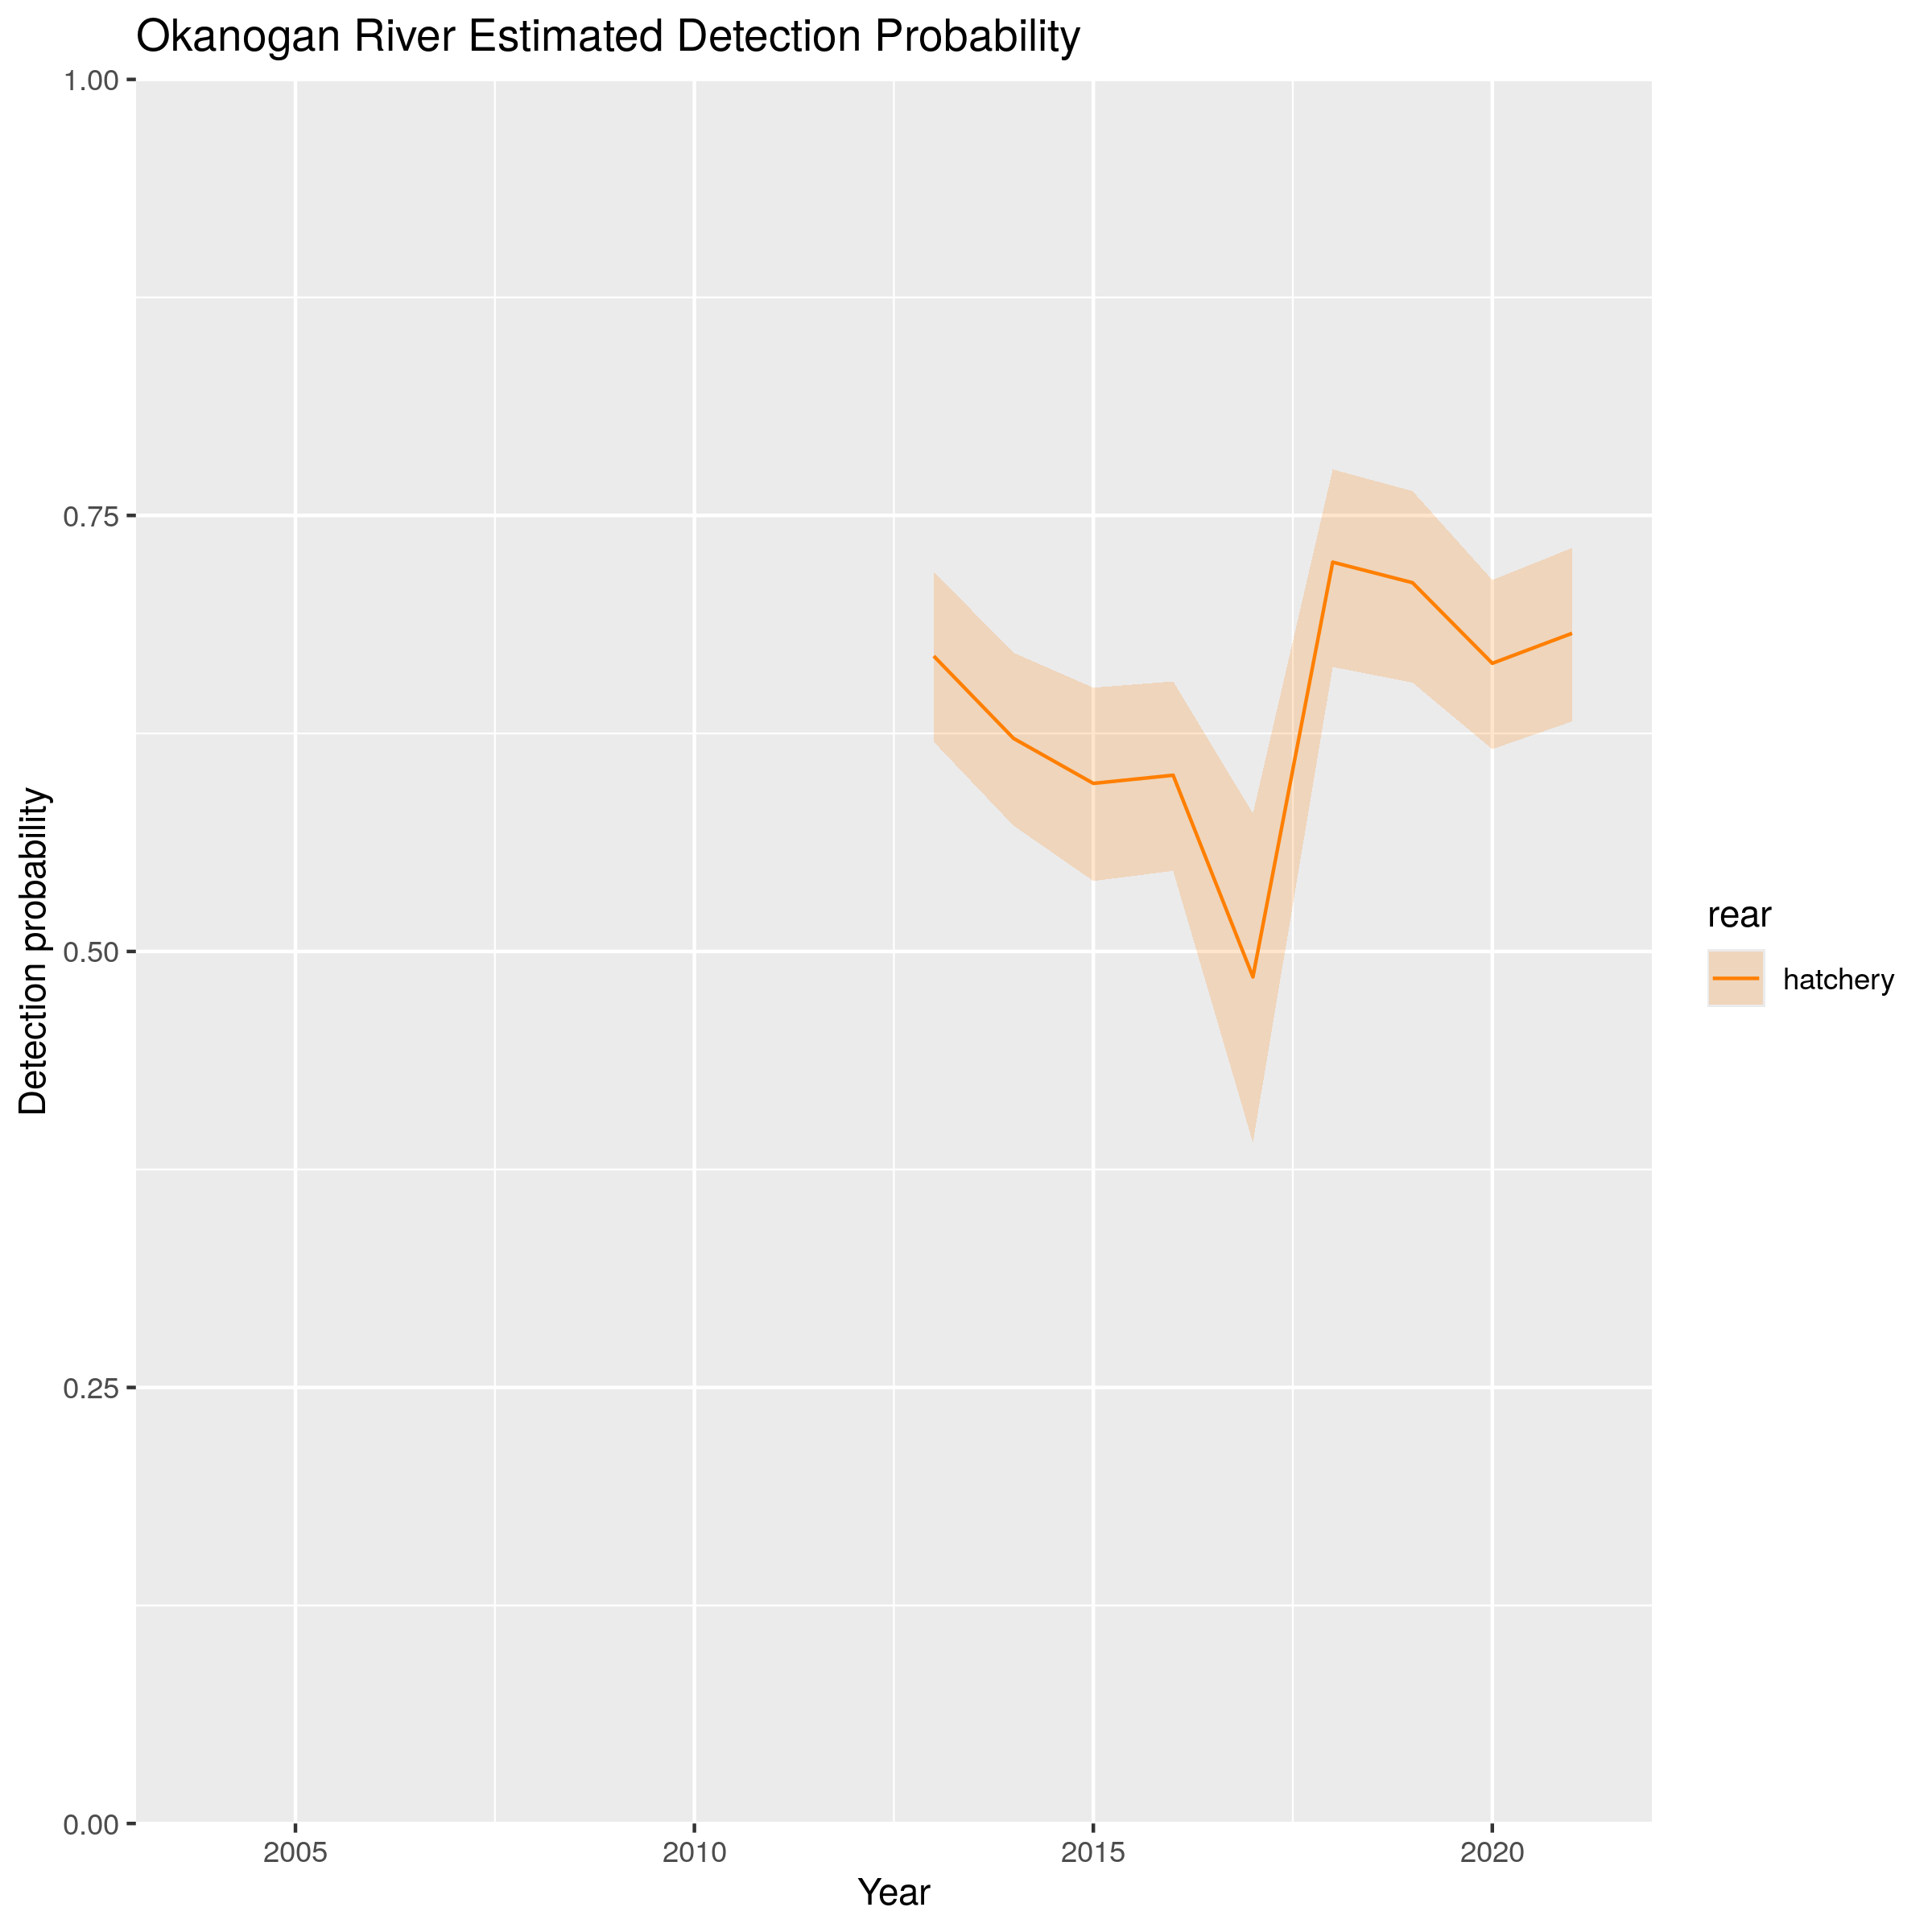 Okanogan River Estimated Detection Probability
1.00
0.75
0.50
0.25
0.00
Detection probability
2005
2010
2015
2020
Year
rear
hatchery